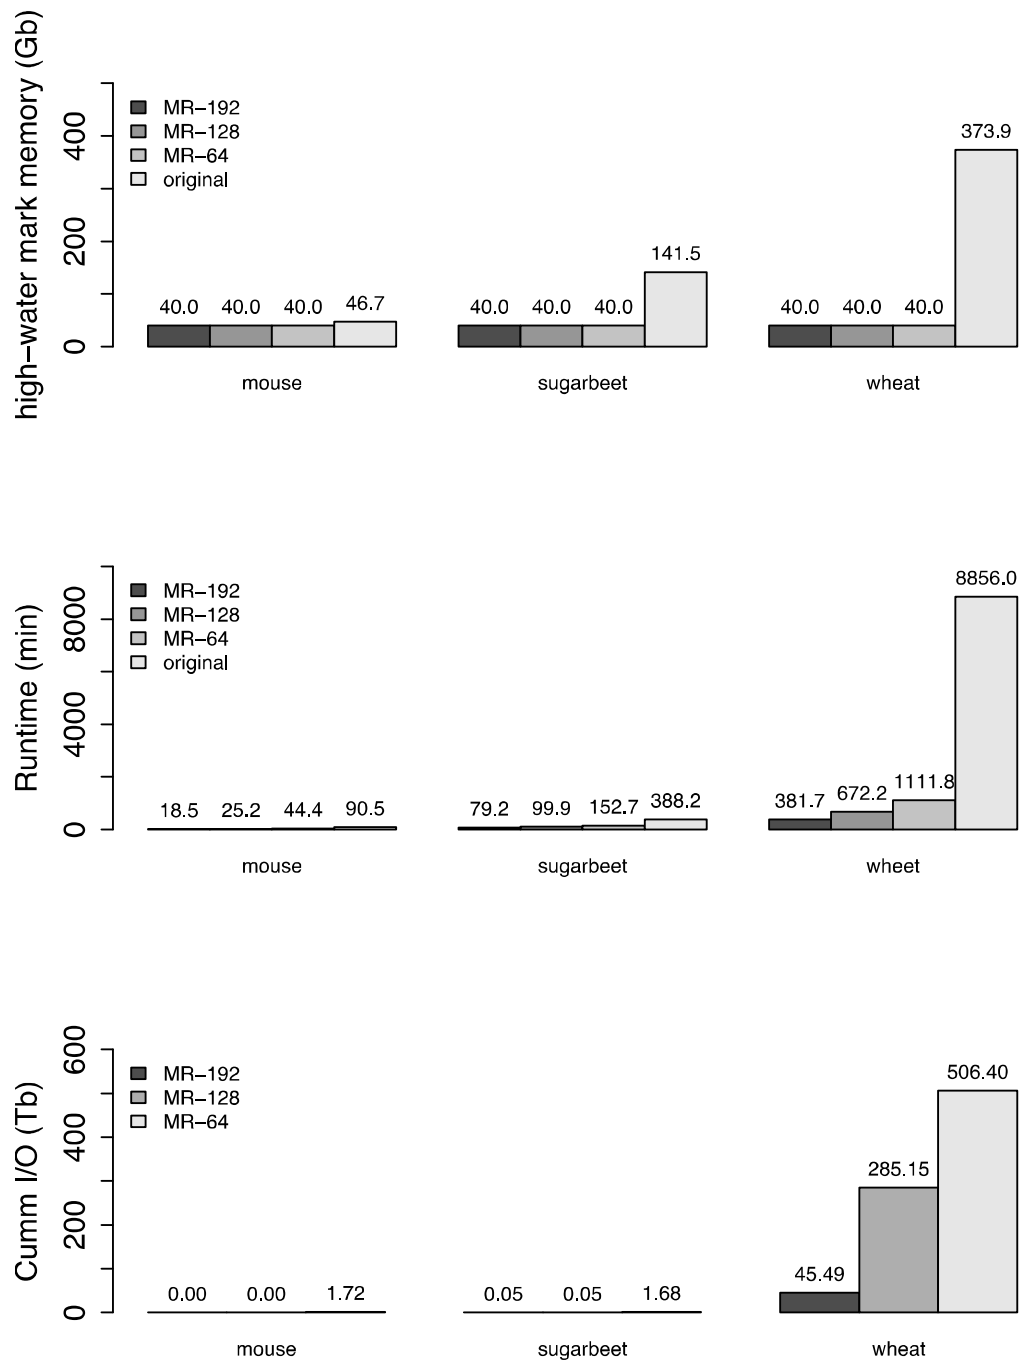 high−water mark memory (Gb)
400
200
0
MR−192
MR−128
MR−64
original
40.0 40.0 40.0 46.7
40.0 40.0 40.0 141.5
40.0 40.0 40.0 373.9
mouse sugarbeet wheat
Runtime (min)
8000
4000
0
MR−192
MR−128
MR−64
original
18.5 25.2 44.4 90.5
79.2 99.9 152.7 388.2
381.7 672.2 1111.8 8856.0
mouse sugarbeet wheet
Cumm I/O (Tb)
600
400
200
0
MR−192
MR−128
MR−64
0.00 0.00 1.72
0.05 0.05 1.68
45.49 285.15 506.40
mouse sugarbeet wheat